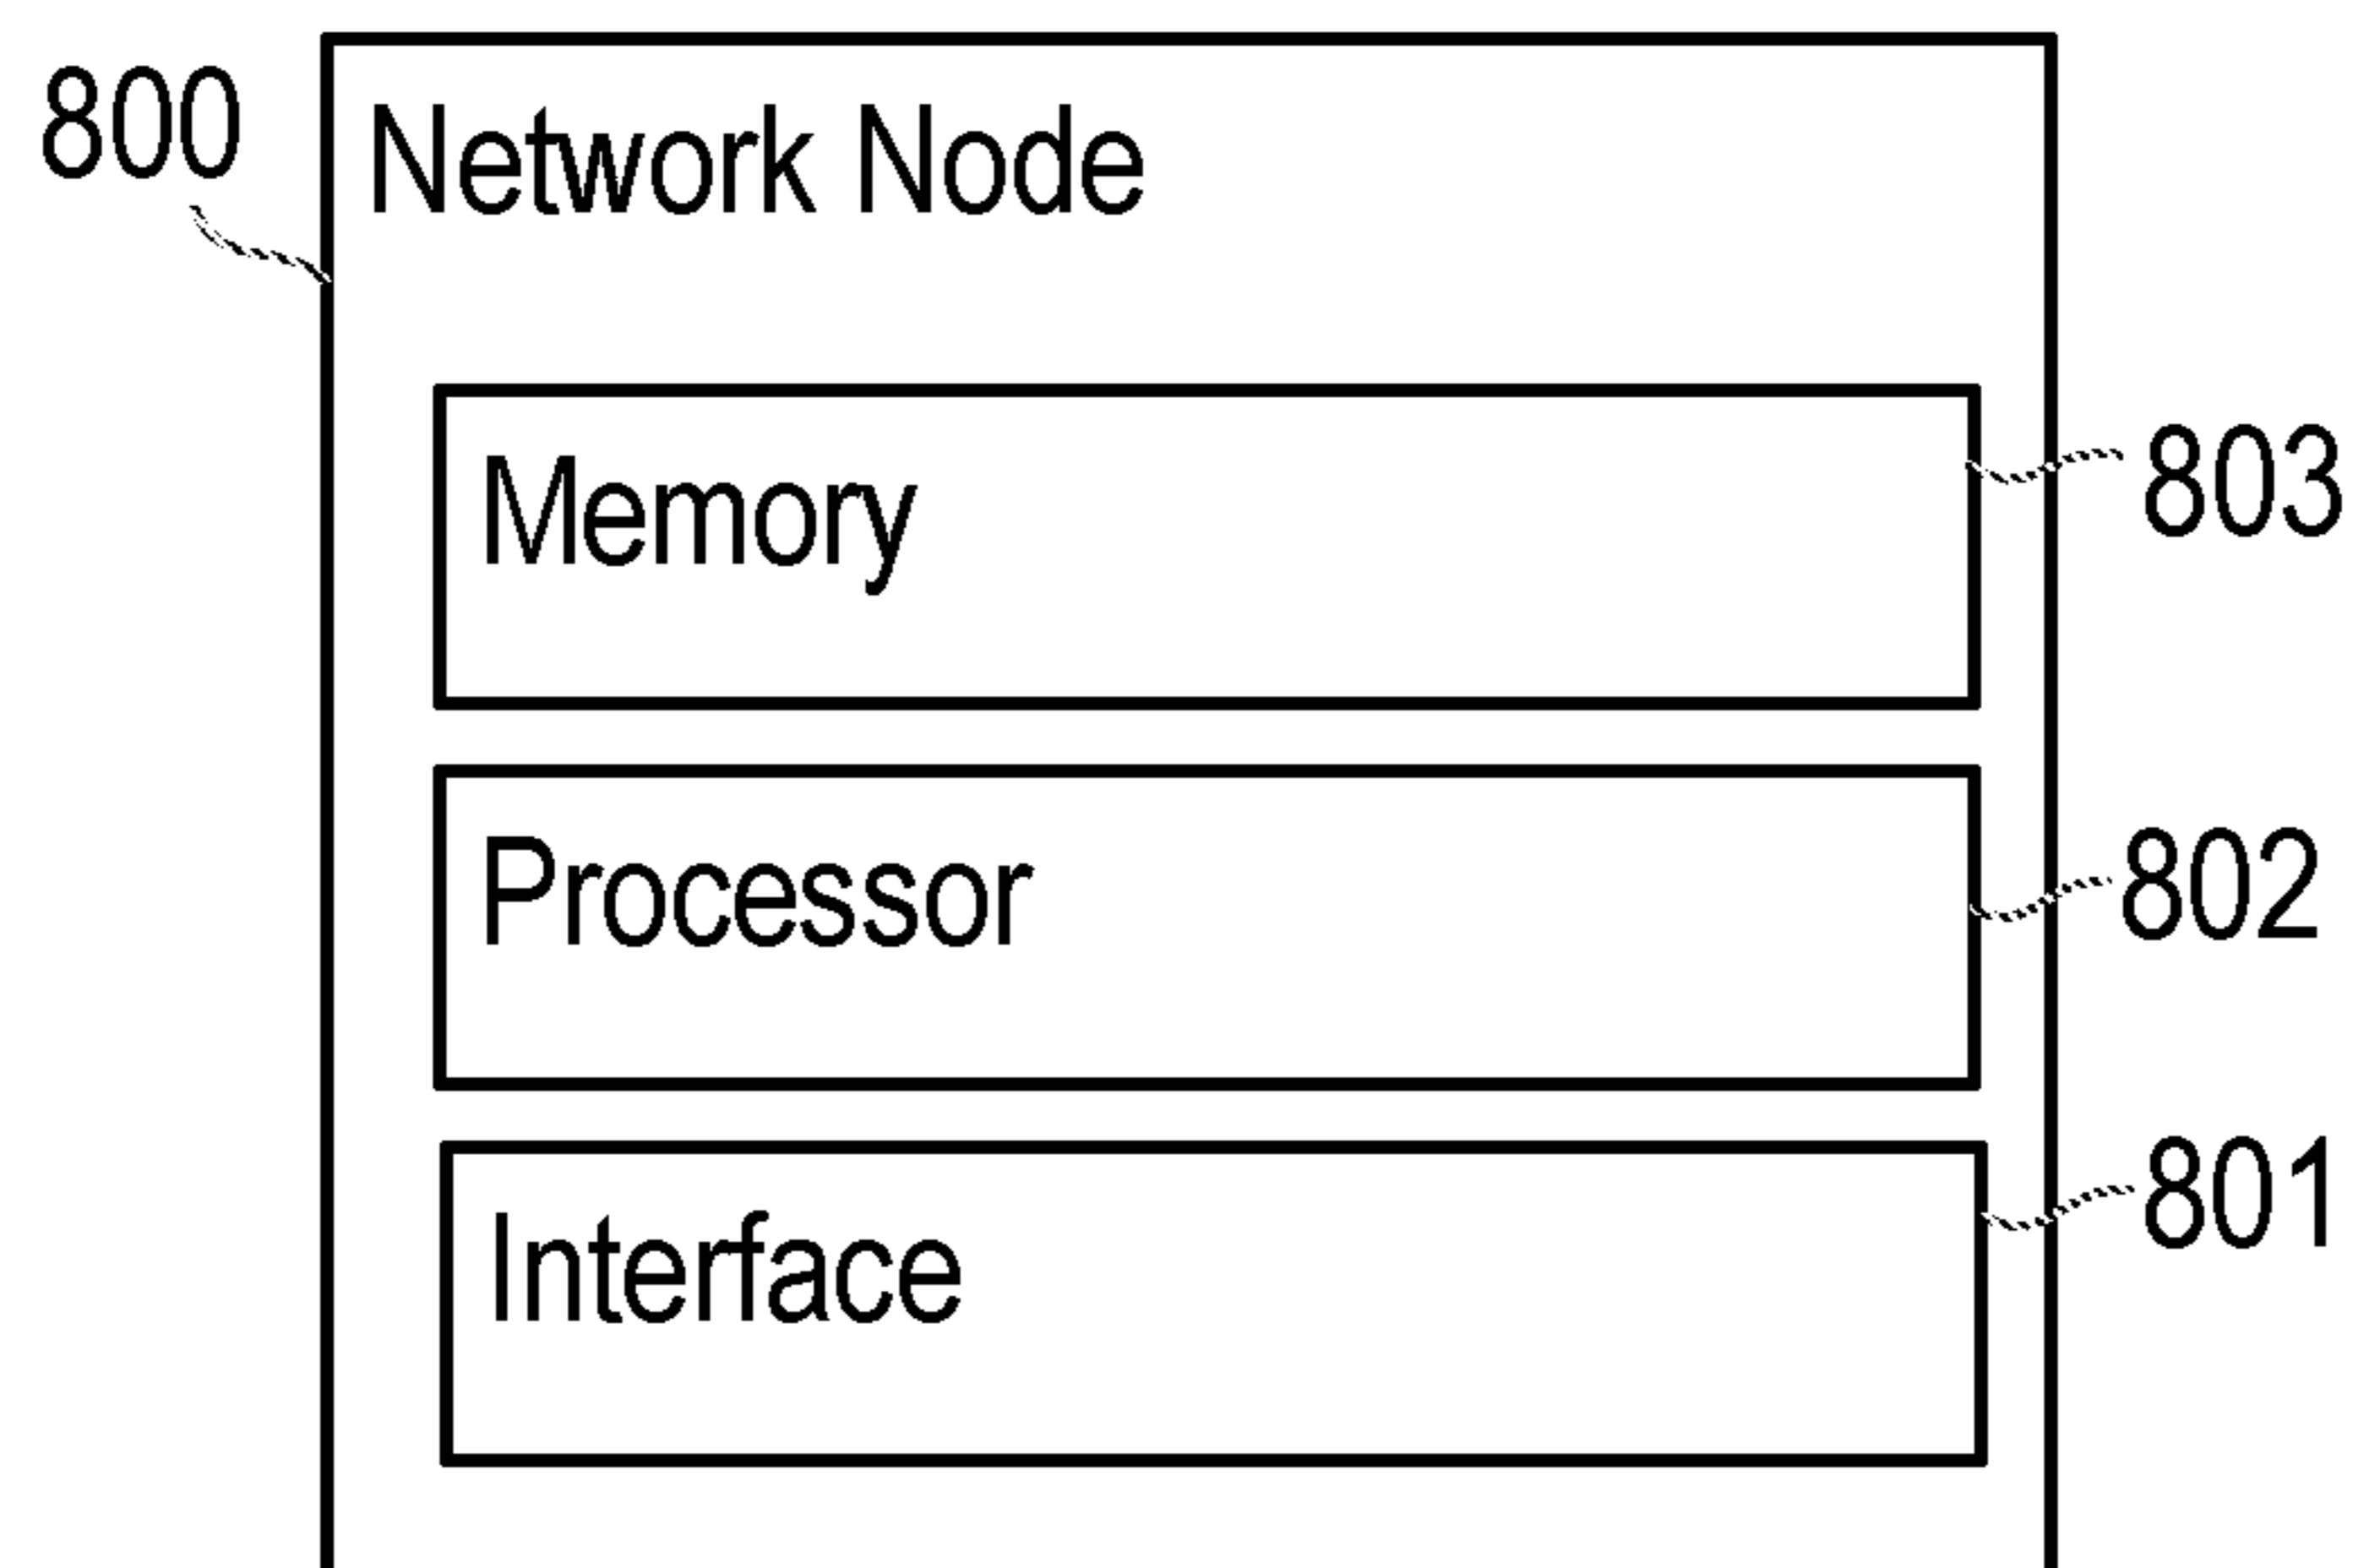 800
Network Node
Memory
803
Processor
802
Interface
801